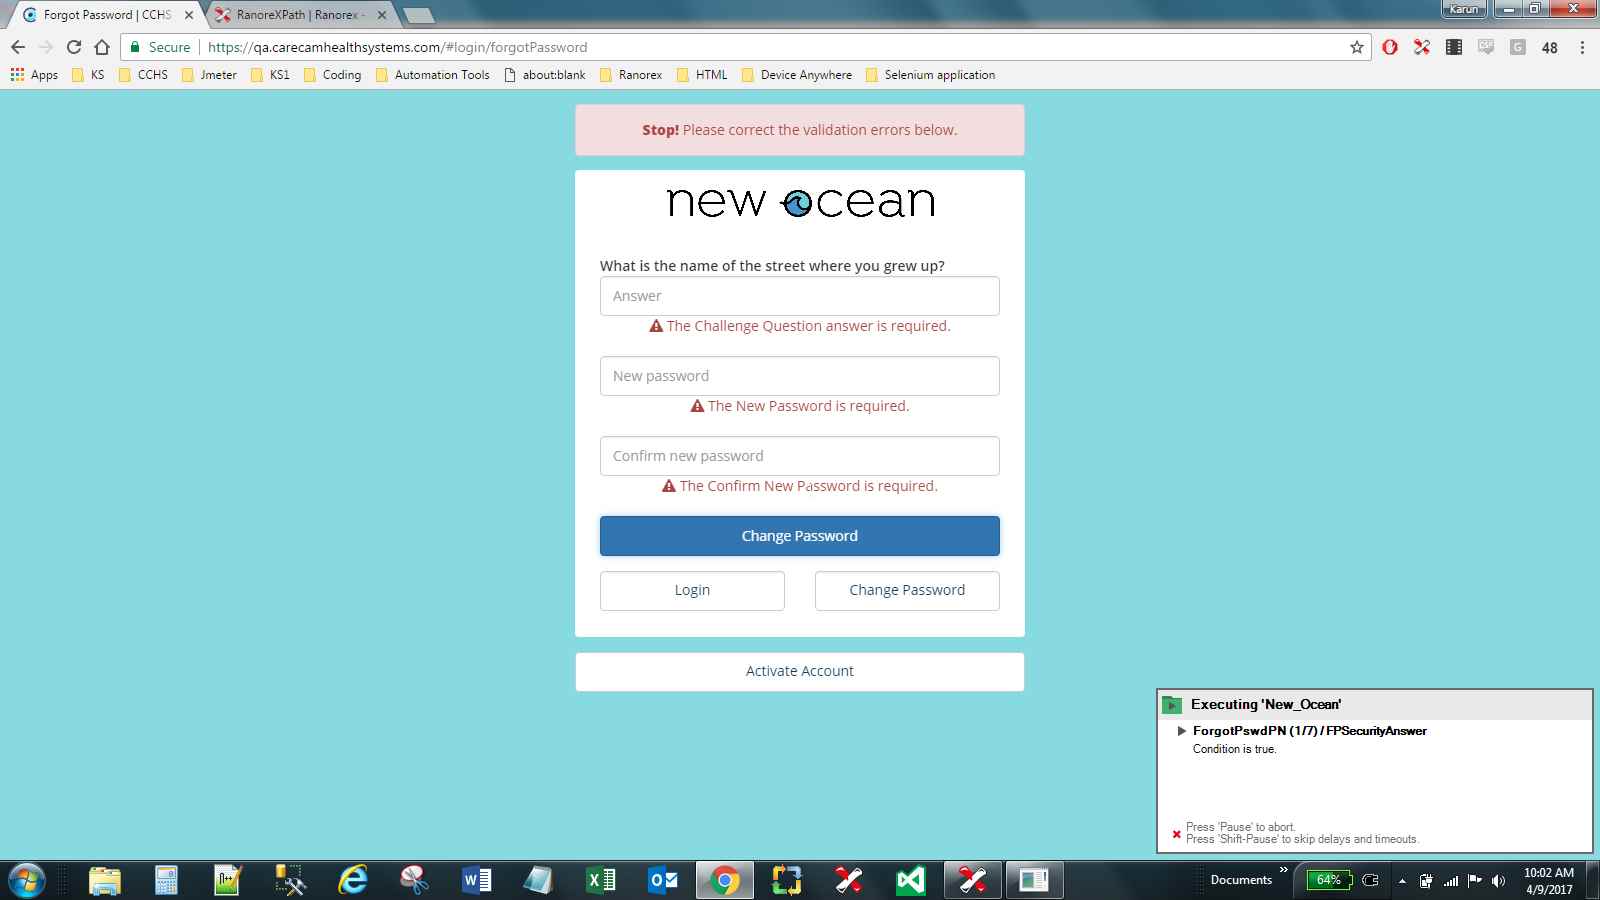 Forgot Password | CCHS
RanoreXPath | Ranorex -
Karun
Secure
https://qa.carecamhealthsystems.com/#login/forgotPassword
CSP
G
48
Apps
KS
CCHS
Jmeter
KS1
Coding
Automation Tools
about:blank
Ranorex
HTML
Device Anywhere
Selenium application
Stop! Please correct the validation errors below.
new ocean
What is the name of the street where you grew up?
Answer
The Challenge Question answer is required.
New password
The New Password is required.
Confirm new password
The Confirm New Password is required.
Change Password
Login
Change Password
Activate Account
Executing 'New_Ocean'
ForgotPswdPN (1/7) / FPSecurityAnswer
Condition is true.
Press 'Pause' to abort.
Press 'Shift-Pause' to skip delays and timeouts.
Documents
64%
10:02 AM
4/9/2017